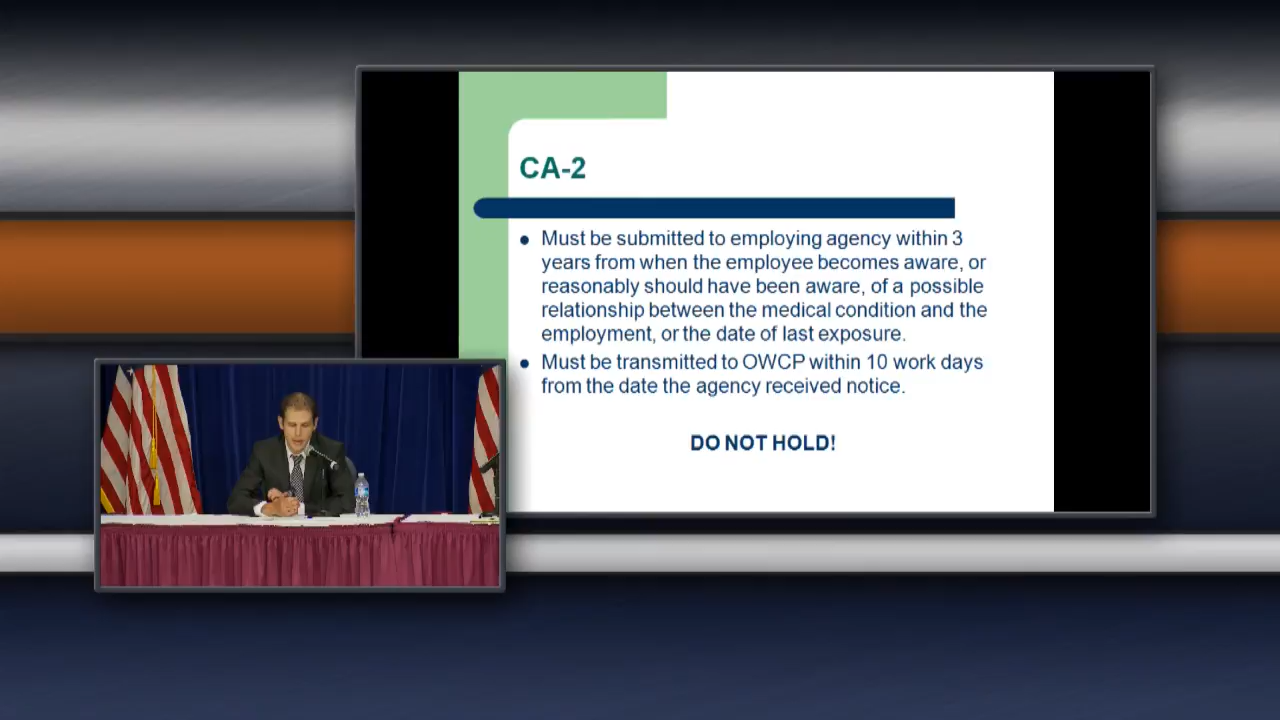 CA-2
● Must be submitted to employing agency within 3
years from when the employee becomes aware, or
reasonably should have been aware, of a possible
relationship between the medical condition and the
employment, or the date of last exposure.
● Must be transmitted to OWCP within 10 work days
from the date the agency received notice.
DO NOT HOLD!